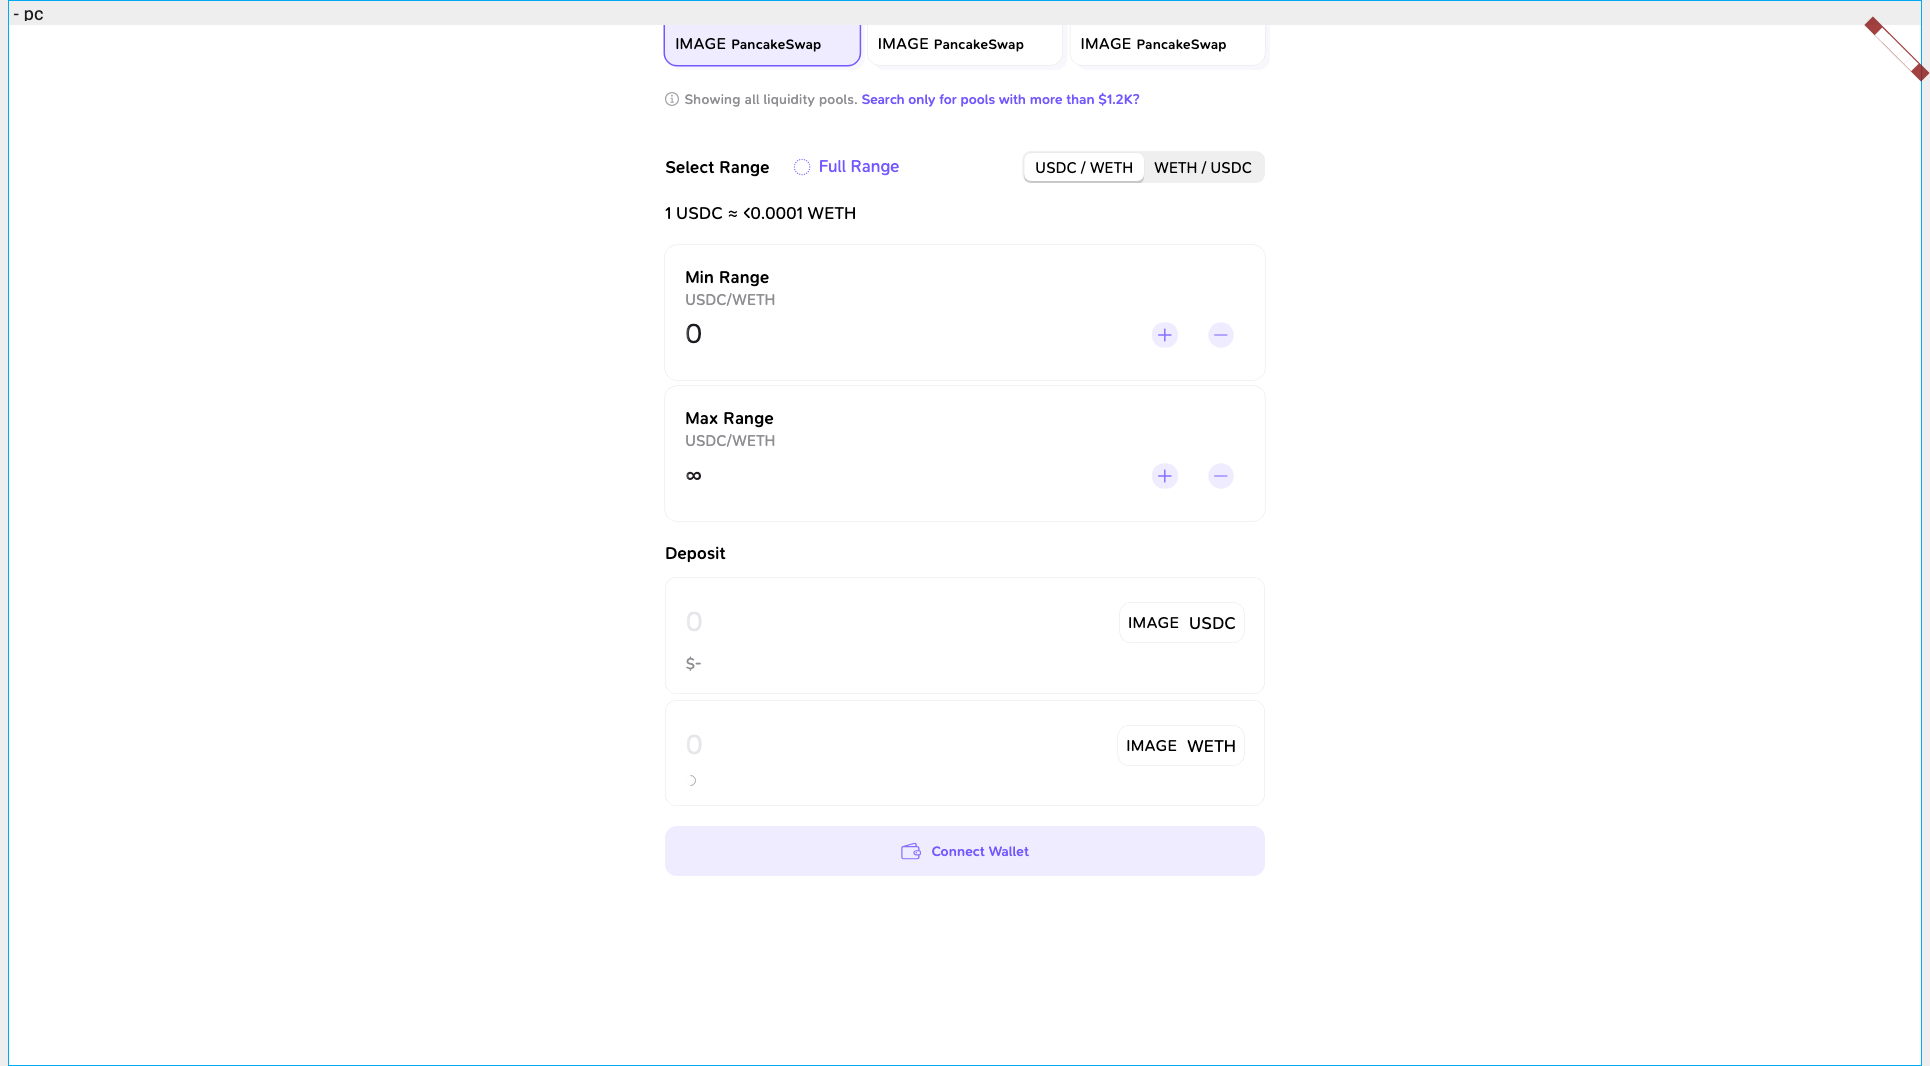 - pc
IMAGE PancakeSwap IMAGE PancakeSwap IMAGE PancakeSwap
Showing all liquidity pools. Search only for pools with more than $1.2K?
Select Range Full Range USDC / WETH WETH / USDC
1 USDC ≈ <0.0001 WETH
Min Range
USDC/WETH
0
Max Range
USDC/WETH
∞
Deposit
0 IMAGE USDC
$-
0 IMAGE WETH
Connect Wallet